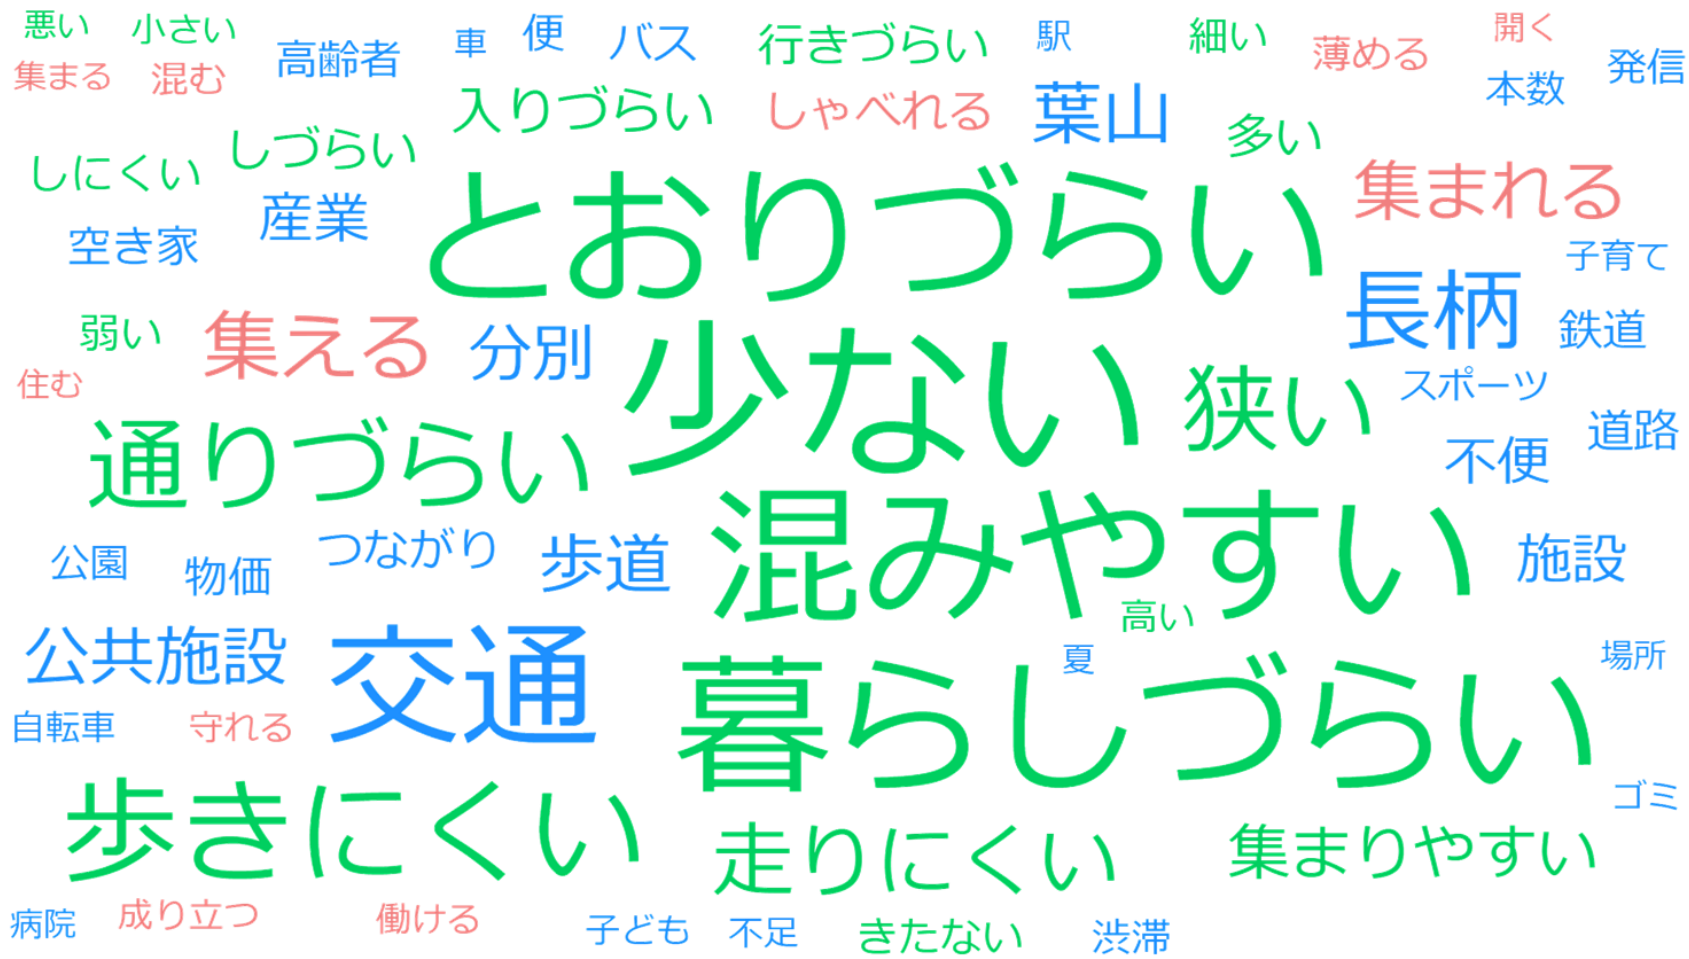 悪い 小さい 高齢者 車 便 バス 行きづらい 駅 細い 薄める 開く 発信
集まる 混む 入りづらい しゃべれる 葉山 多い 本数
しにくい しづらい とおりづらい 集まれる
空き家 産業 子育て
弱い 集える 分別 少ない 狭い 長柄 鉄道
住む スポーツ
通りづらい 不便 道路
公園 物価 つながり 歩道 混みやすい 施設
高い
公共施設 交通 暮らしづらい 夏 場所
自転車 守れる
歩きにくい 走りにくい 集まりやすい ゴミ
病院 成り立つ 働ける 子ども 不足 きたない 渋滞